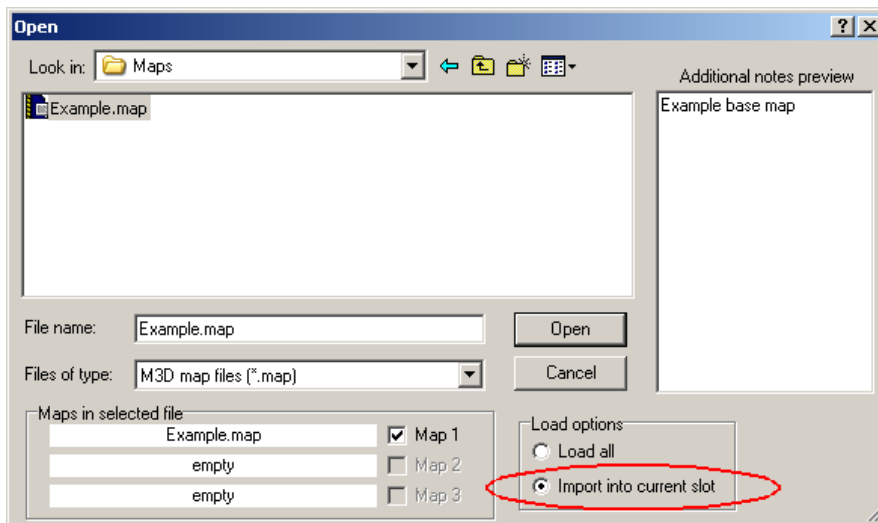 Open
Look in: Maps
Additional notes preview
Example.map
Example base map
File name: Example.map
Open
Files of type: M3D map files (*.map)
Cancel
Maps in selected file
Example.map Map 1
empty Map 2
empty Map 3
Load options
Load all
Import into current slot